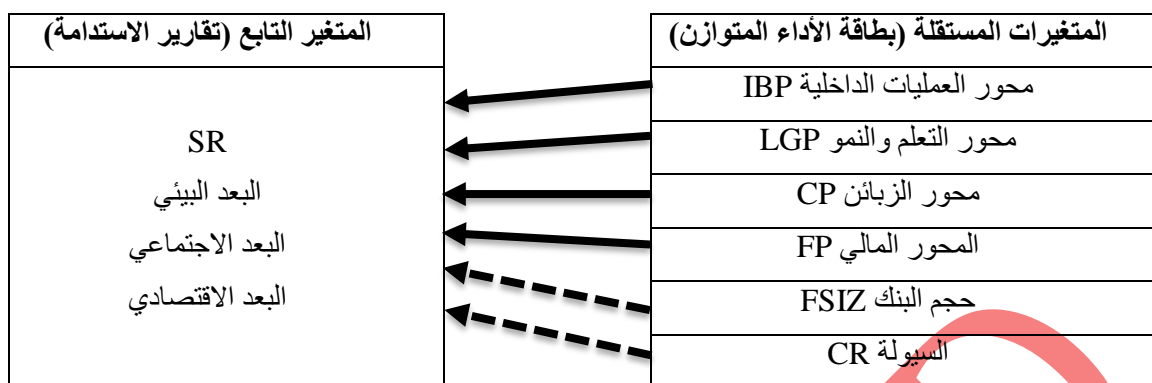 المتغيرات المستقلة (بطاقة الأداء المتوازن)
محور العمليات الداخلية IBP
محور التعلم والنمو LGP
محور الزبائن CP
المحور المالي FP
حجم البنك FSIZ
السيولة CR
المتغير التابع (تقارير الاستدامة)
SR
البعد البيئي
البعد الاجتماعي
البعد الاقتصادي